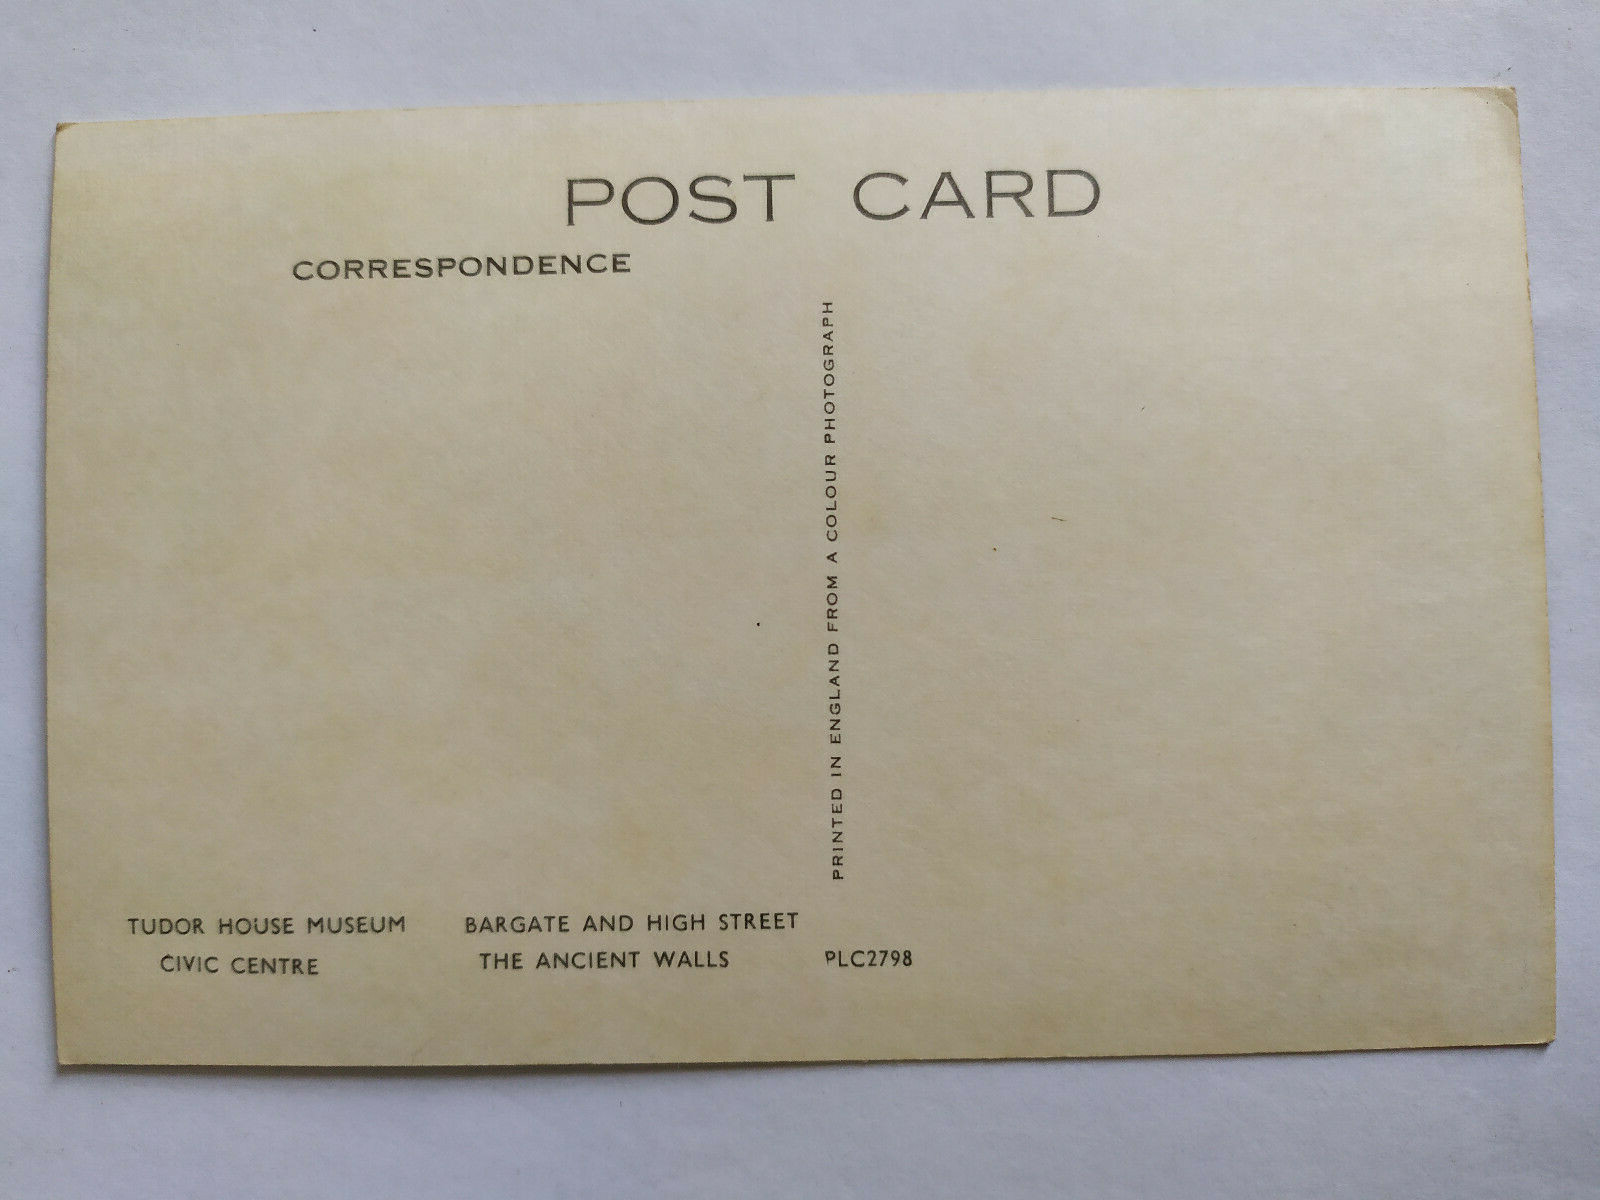 POST CARD
CORRESPONDENCE
PRINTED IN ENGLAND FROM A COLOUR PHOTOGRAPH
TUDOR HOUSE MUSEUM BARGATE AND HIGH STREET
CIVIC CENTRE THE ANCIENT WALLS PLC2798